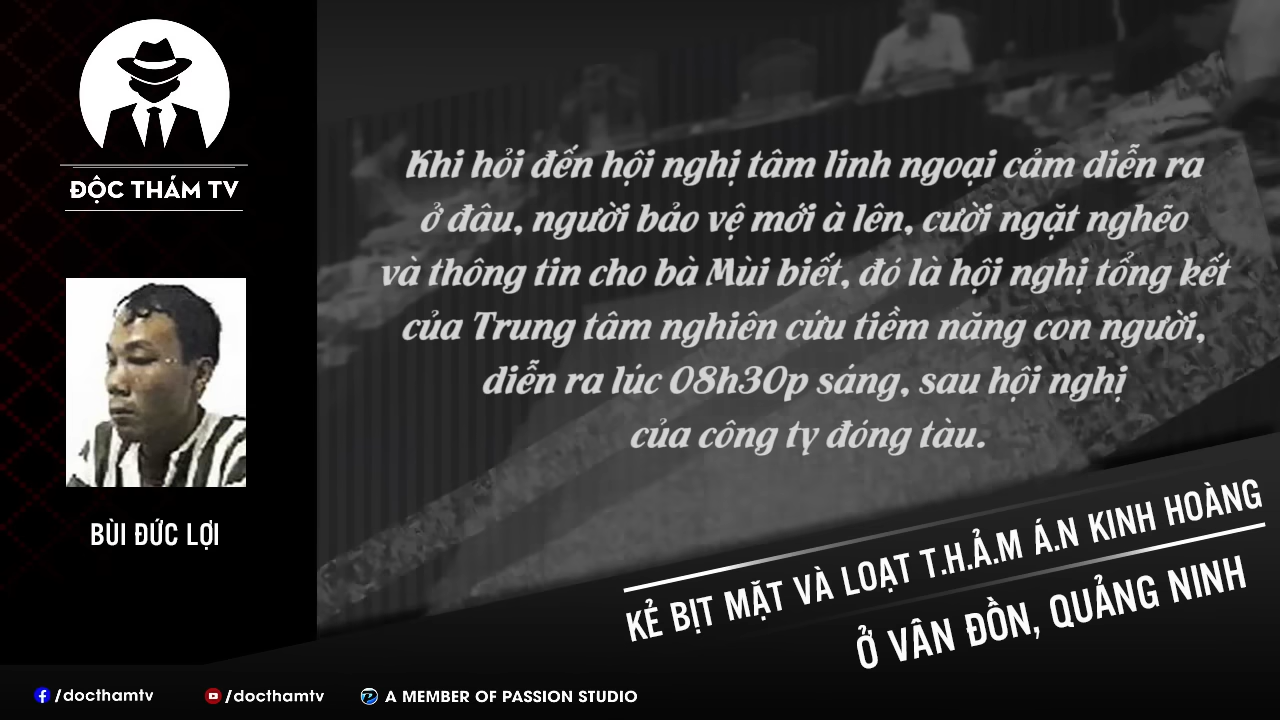 ĐỘC THÁM TV
BÙI ĐỨC LỢI
Khi hỏi đến hội nghị tâm linh ngoại cảm diễn ra
ở đâu, người bảo vệ mới à lên, cười ngặt nghẽo
và thông tin cho bà Mùi biết, đó là hội nghị tổng kết
của Trung tâm nghiên cứu tiềm năng con người,
diễn ra lúc 08h30p sáng, sau hội nghị
của công ty đóng tàu.
KẺ BỊT MẶT VÀ LOẠT T.H.Ả.M Á.N KINH HOÀNG
Ở VÂN ĐỒN, QUẢNG NINH
/docthamtv
/docthamtv
A MEMBER OF PASSION STUDIO